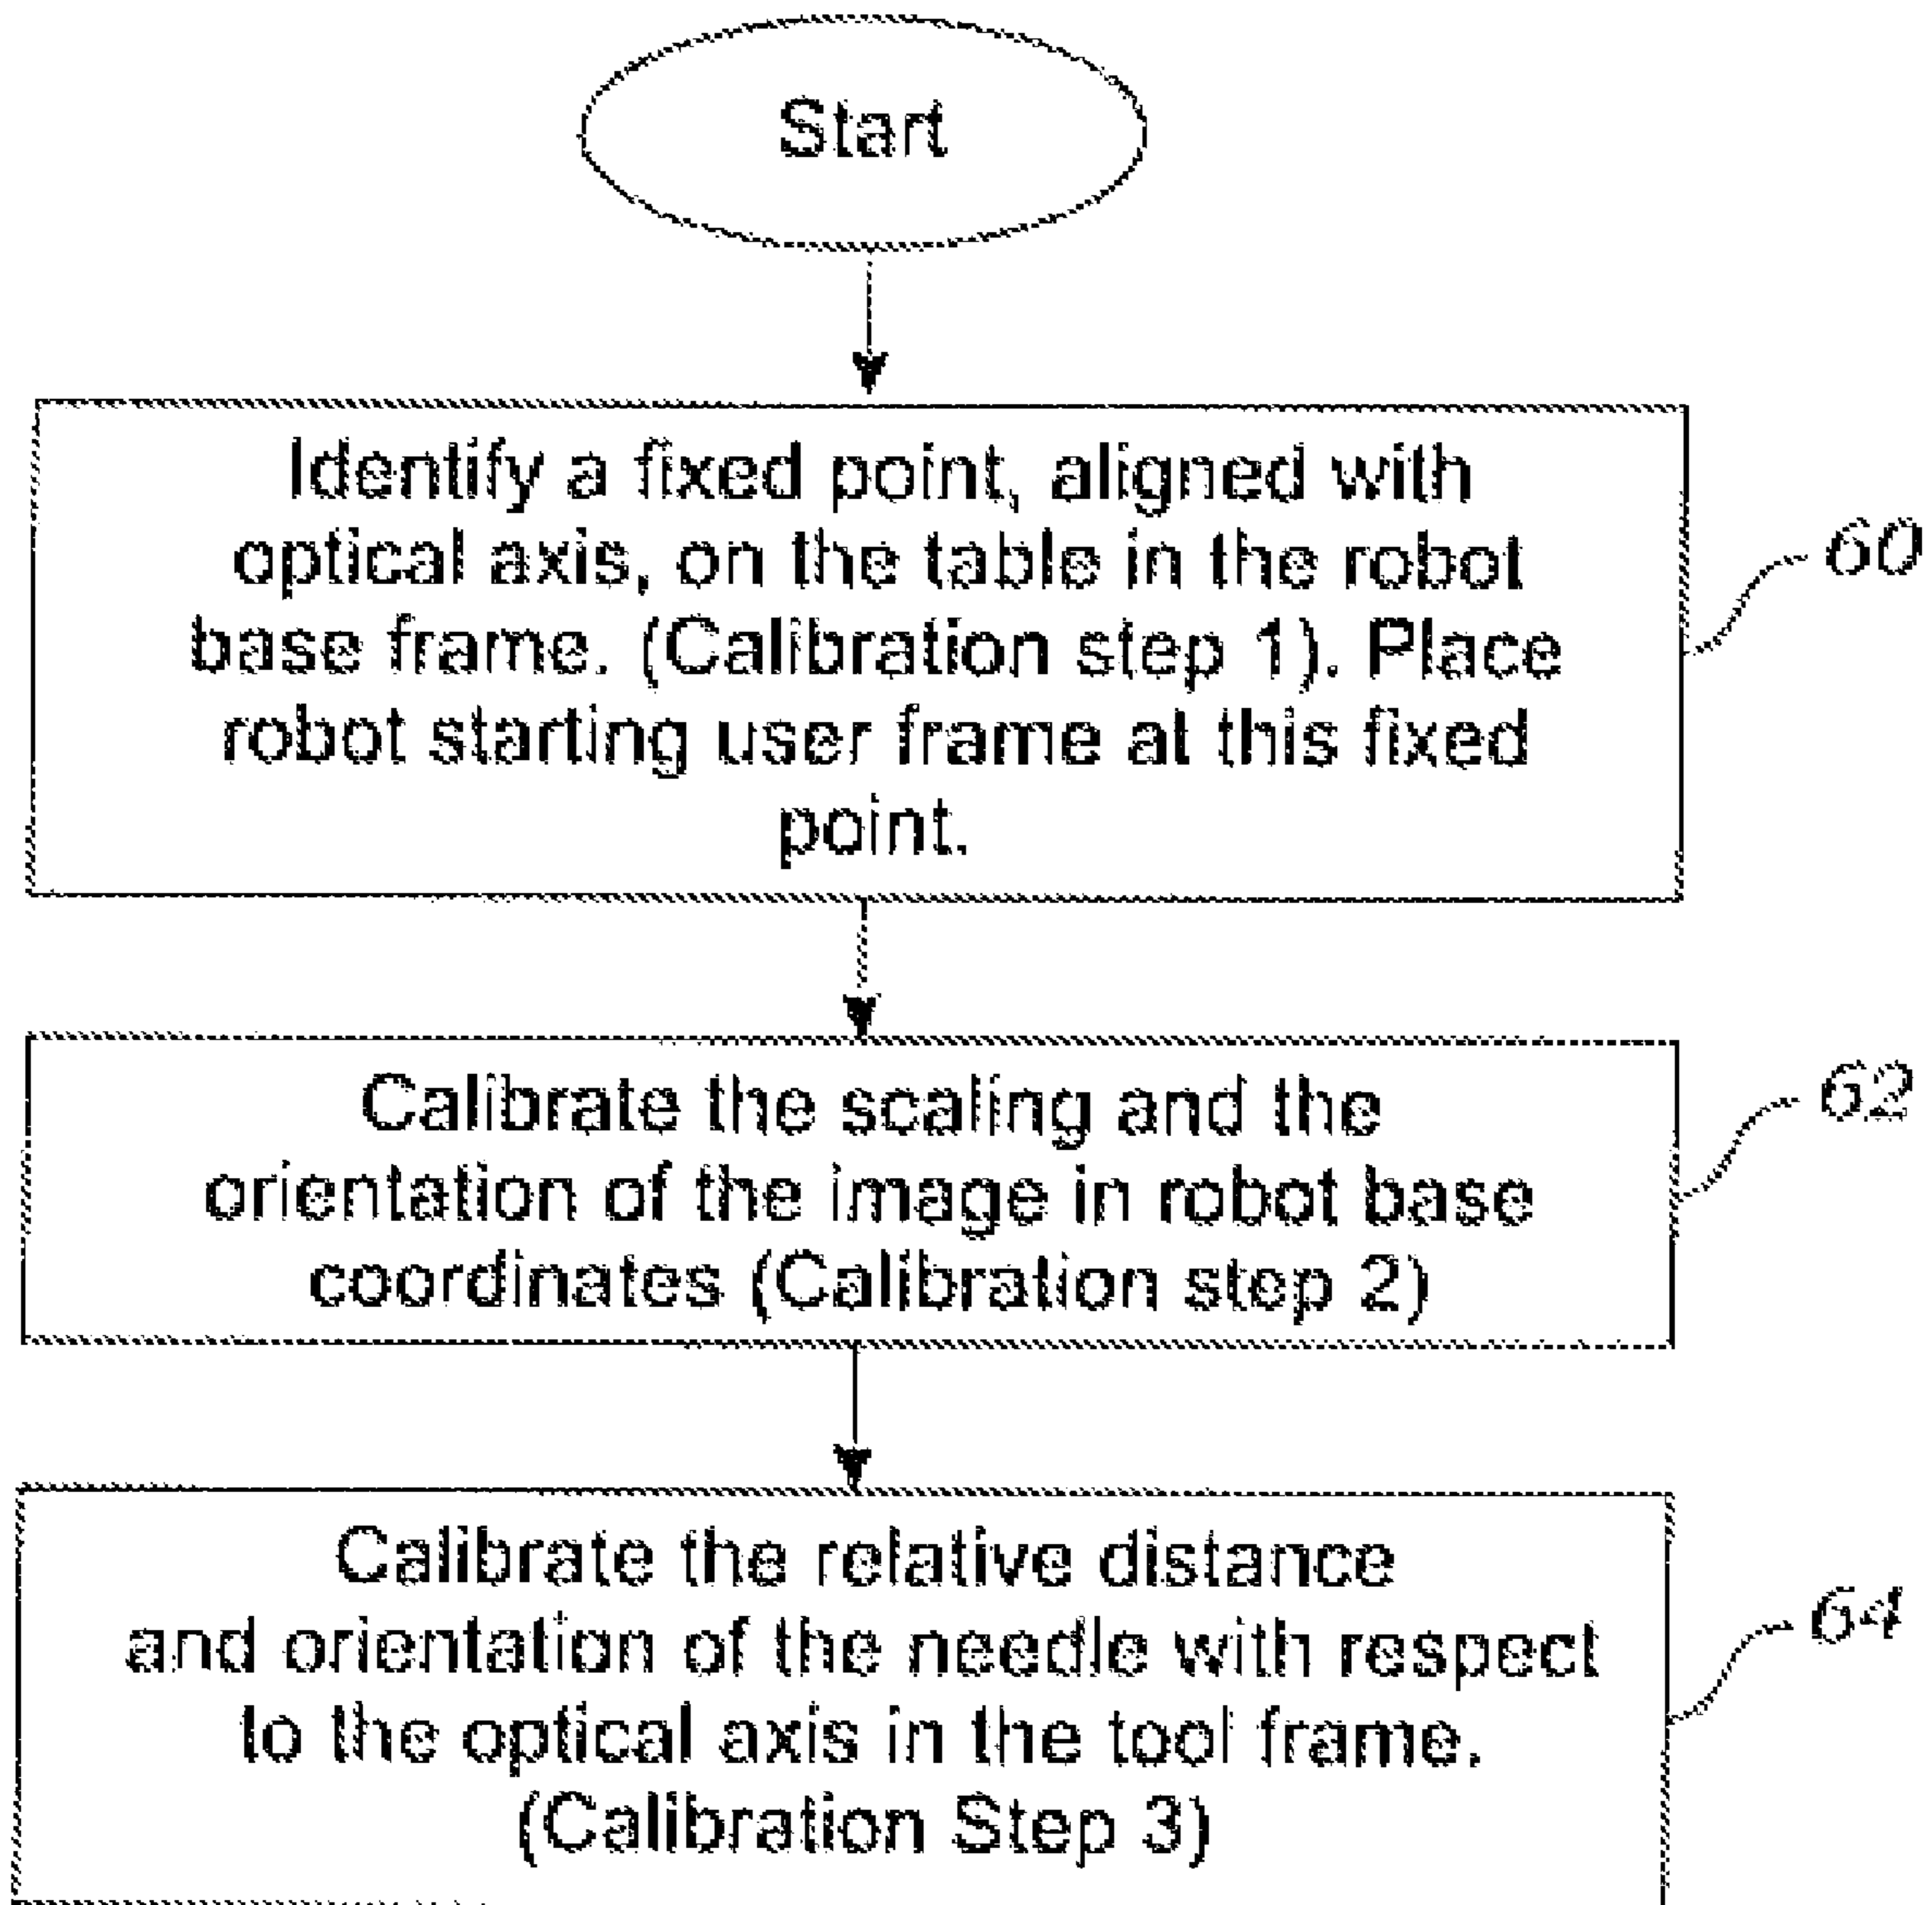 Start
Identify a fixed point, aligned with
optical axis, on the table in the robot
base frame. (Calibration step 1). Place
robot starting user frame at this fixed
point.
60
Calibrate the scaling and the
orientation of the image in robot base
coordinates (Calibration step 2)
62
Calibrate the relative distance
and orientation of the needle with respect
to the optical axis in the tool frame.
(Calibration Step 3)
64